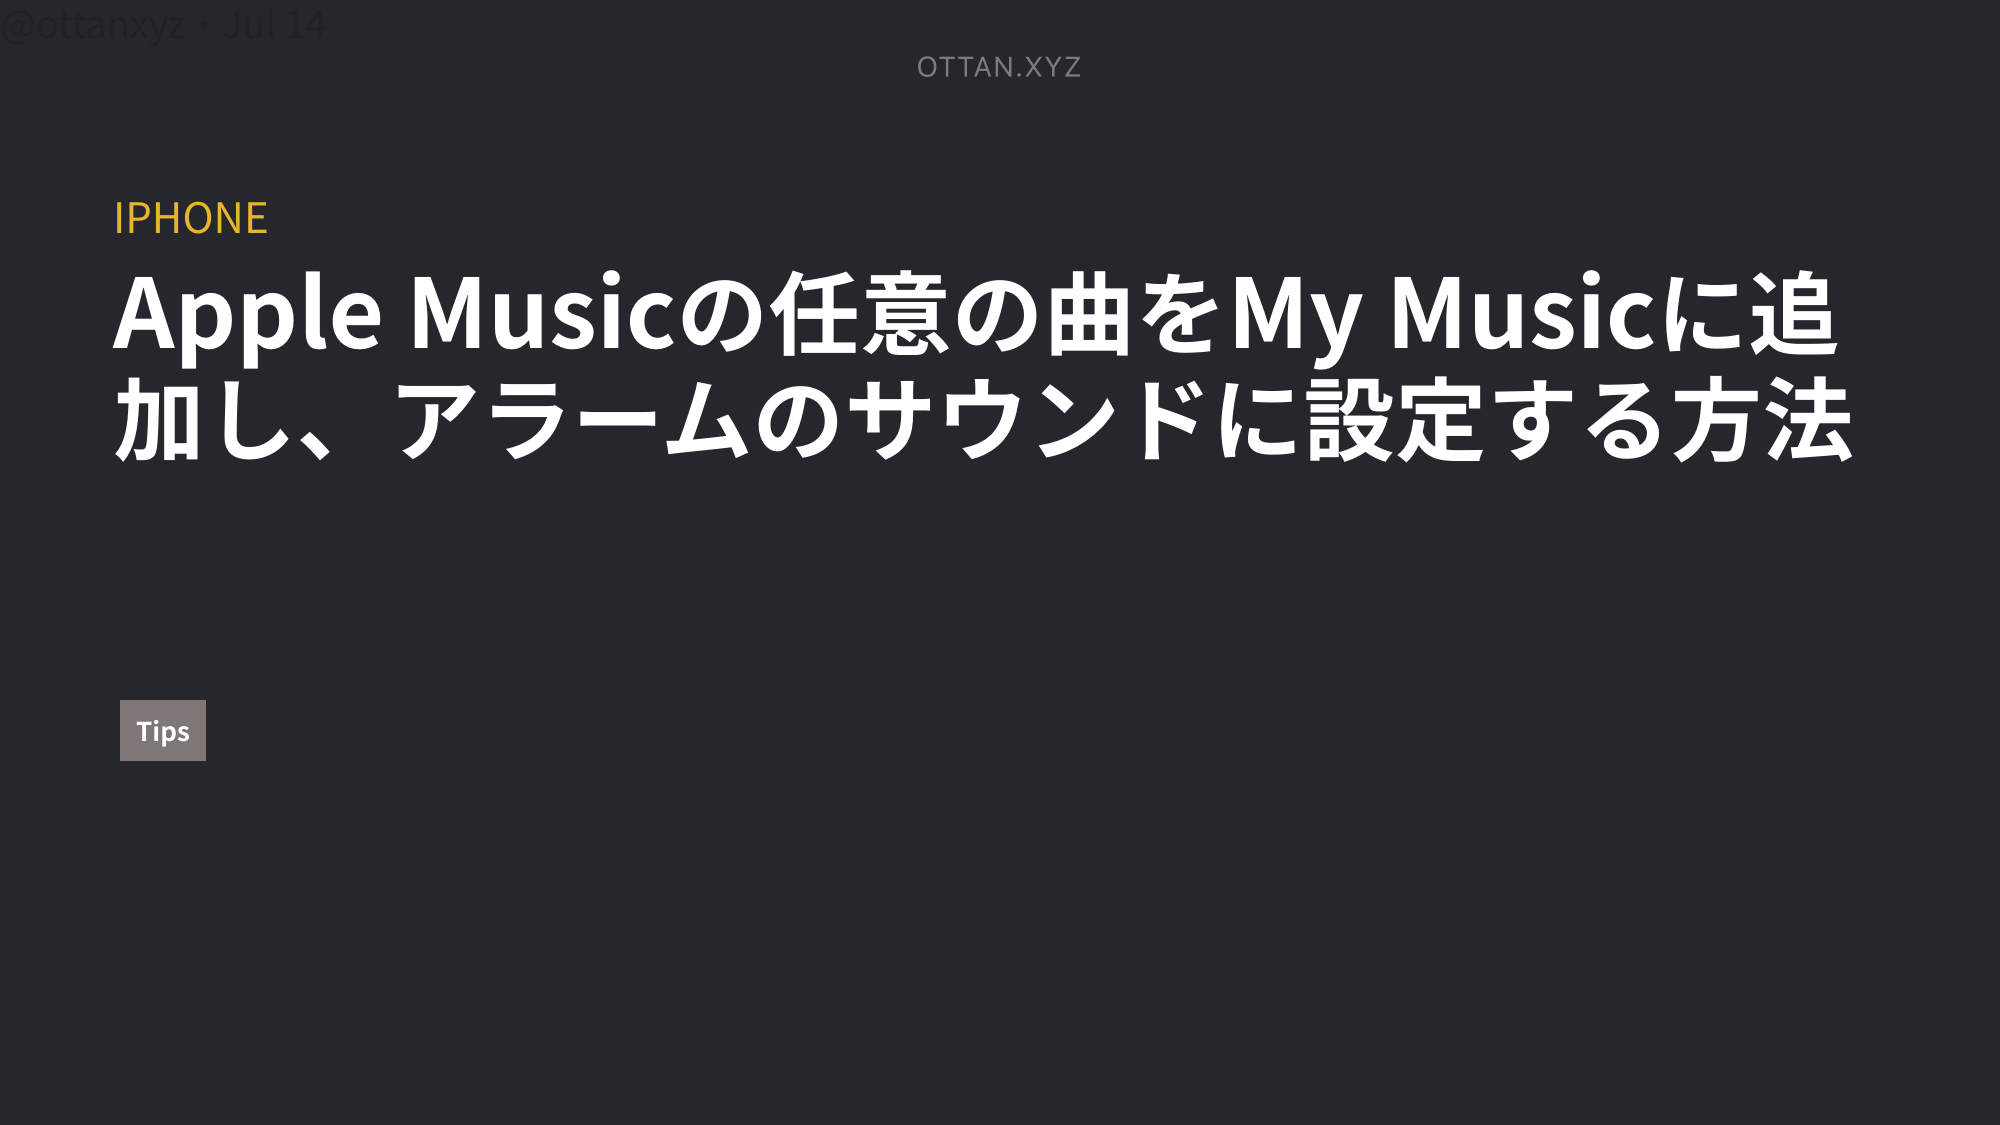 @ottanxyz・Jul 14
OTTAN.XYZ
IPHONE
Apple Musicの任意の曲をMy Musicに追
加し、アラームのサウンドに設定する方法
Tips